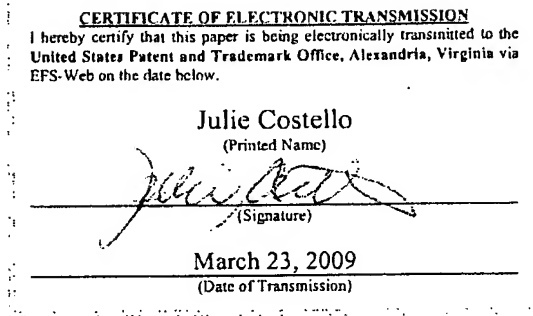 CERTIFICATE OF ELECTRONIC TRANSMISSION
I hereby certify that this paper is being electronically transmitted to the
United States Patent and Trademark Office, Alexandria, Virginia via
EFS-Web on the date below.
Julie Costello
(Printed Name)
(Signature)
March 23, 2009
(Date of Transmission)